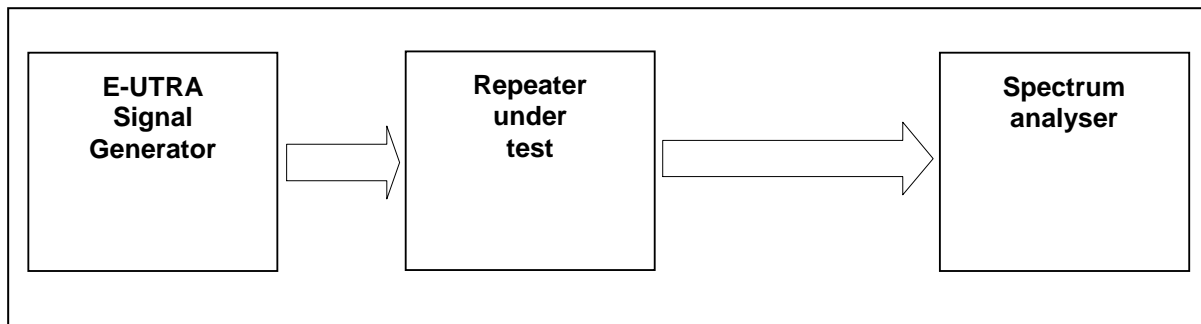 E-UTRA
Signal
Generator
Repeater
under
test
Spectrum
analyser